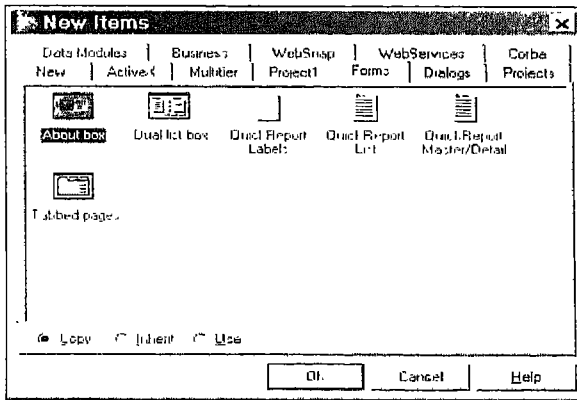 New Items
Data Modules Business WebSnap WebServices Corba
New ActiveX Multitier Project1 Forms Dialogs Projects
About box Dual list box Quick Report Quick Report Quick Report
Labels List Master/Detail
Tabbed pages
Copy Inherit Use
OK Cancel Help